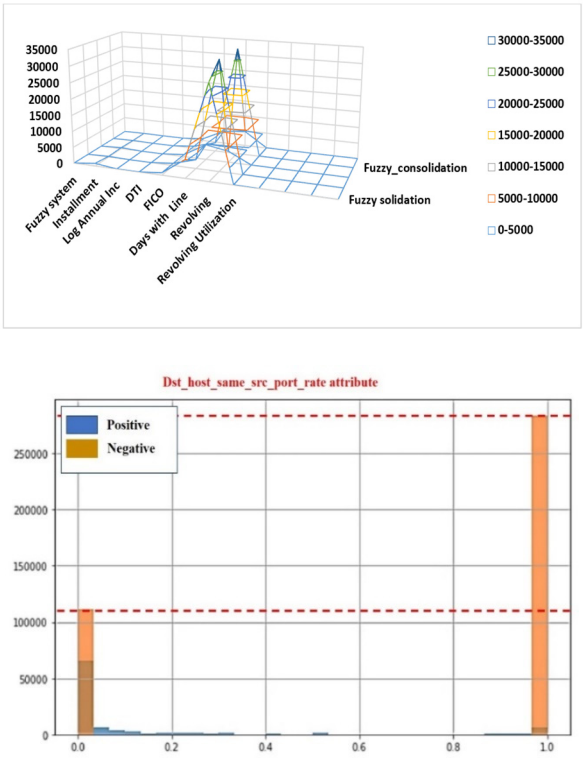 35000
30000
25000
20000
15000
10000
5000
0
Fuzzy system
Installment
Log Annual Inc
DTI
FICO
Days with Line
Revolving
Revolving Utilization
Fuzzy_consolidation
Fuzzy solidation
30000-35000
25000-30000
20000-25000
15000-20000
10000-15000
5000-10000
0-5000
Dst_host_same_src_port_rate attribute
Positive
Negative
250000
200000
150000
100000
50000
0
0.0 0.2 0.4 0.6 0.8 1.0